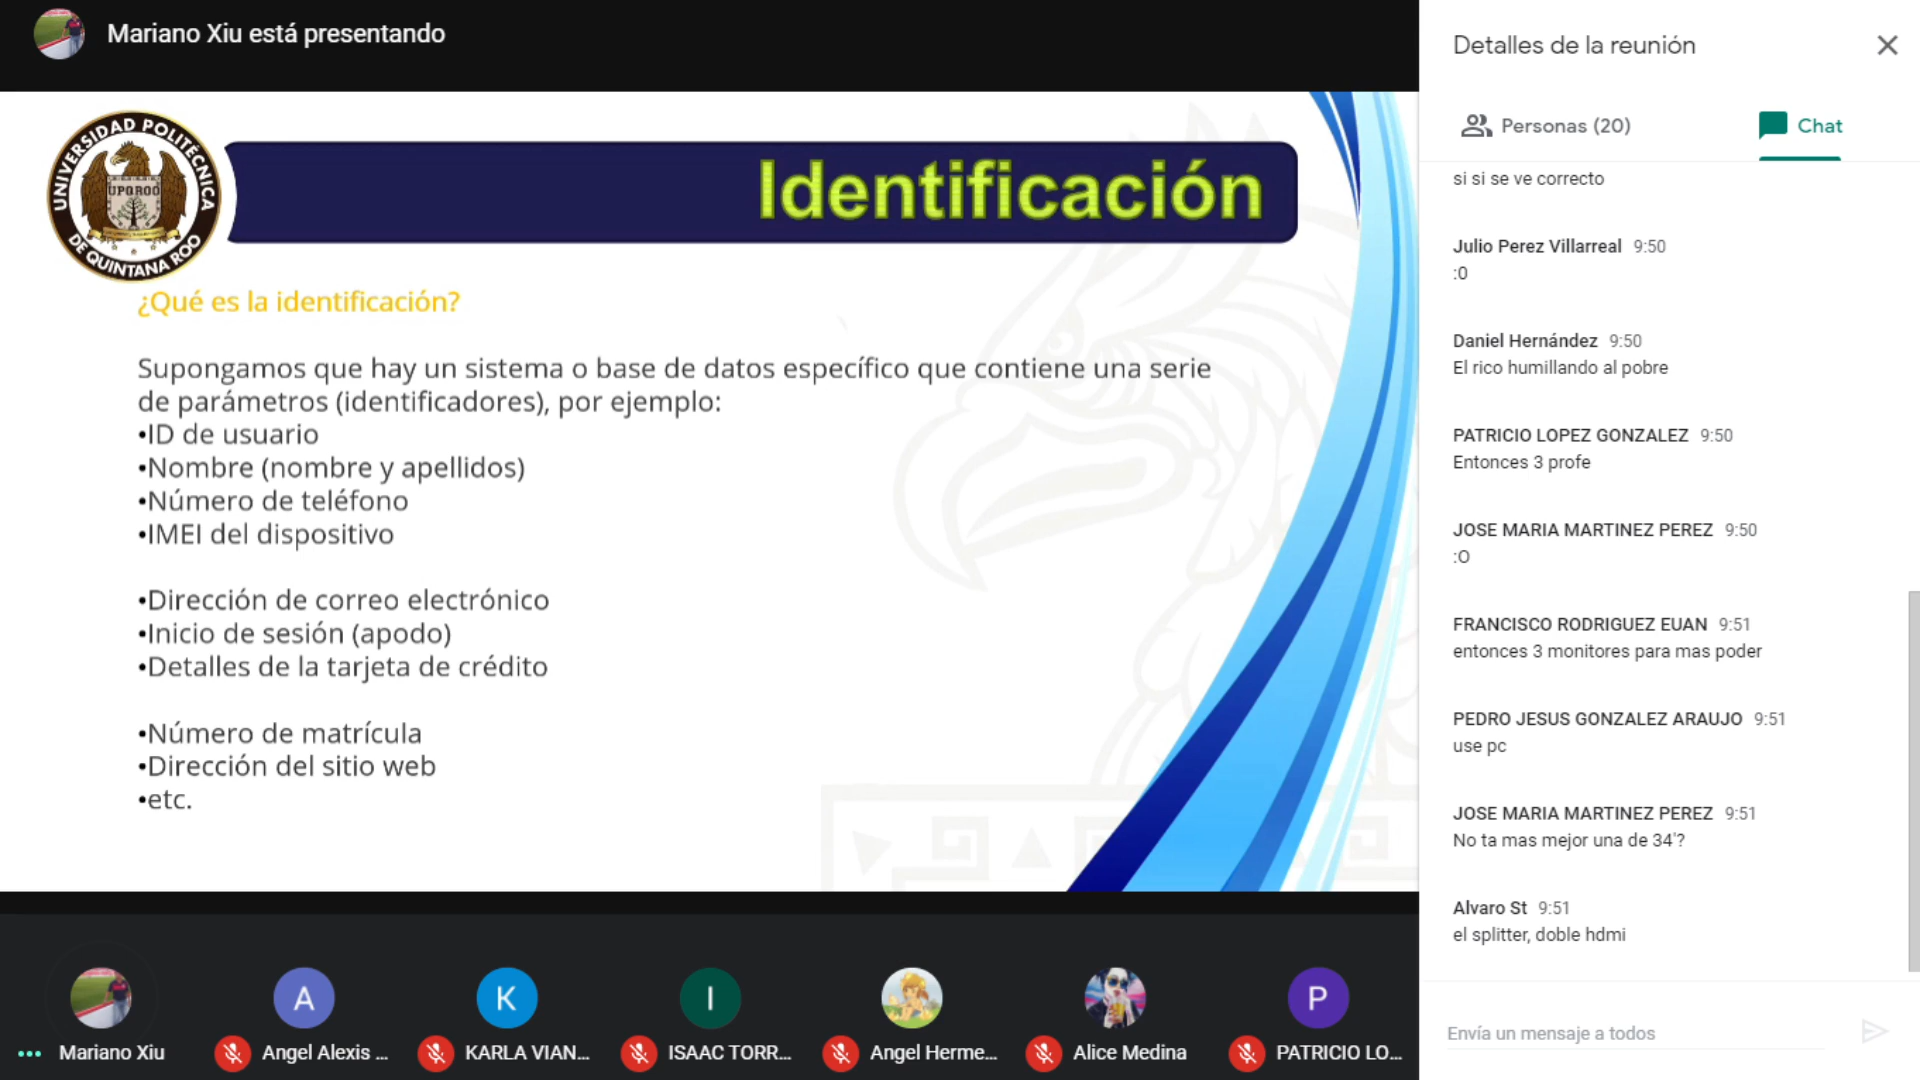 Mariano Xiu está presentando
UNIVERSIDAD POLITÉCNICA
UPQROO
DE QUINTANA ROO
Identificación
¿Qué es la identificación?
Supongamos que hay un sistema o base de datos específico que contiene una serie
de parámetros (identificadores), por ejemplo:
•ID de usuario
•Nombre (nombre y apellidos)
•Número de teléfono
•IMEI del dispositivo
•Dirección de correo electrónico
•Inicio de sesión (apodo)
•Detalles de la tarjeta de crédito
•Número de matrícula
•Dirección del sitio web
•etc.
A
K
I
P
Mariano Xiu
Angel Alexis ...
KARLA VIAN...
ISAAC TORR...
Angel Herme...
Alice Medina
PATRICIO LO...
Detalles de la reunión
Personas (20)
Chat
si si se ve correcto
Julio Perez Villarreal 9:50
:0
Daniel Hernández 9:50
El rico humillando al pobre
PATRICIO LOPEZ GONZALEZ 9:50
Entonces 3 profe
JOSE MARIA MARTINEZ PEREZ 9:50
:O
FRANCISCO RODRIGUEZ EUAN 9:51
entonces 3 monitores para mas poder
PEDRO JESUS GONZALEZ ARAUJO 9:51
use pc
JOSE MARIA MARTINEZ PEREZ 9:51
No ta mas mejor una de 34'?
Alvaro St 9:51
el splitter, doble hdmi
Envía un mensaje a todos